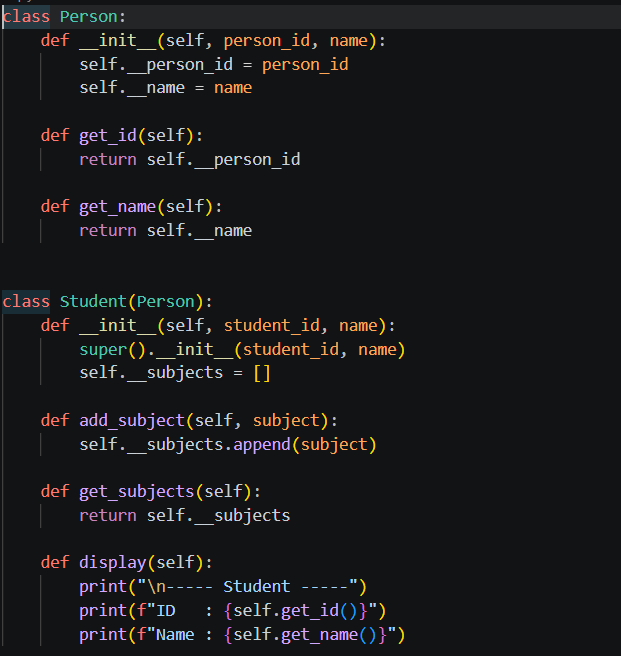 class Person:
    def __init__(self, person_id, name):
        self.__person_id = person_id
        self.__name = name

    def get_id(self):
        return self.__person_id

    def get_name(self):
        return self.__name


class Student(Person):
    def __init__(self, student_id, name):
        super().__init__(student_id, name)
        self.__subjects = []

    def add_subject(self, subject):
        self.__subjects.append(subject)

    def get_subjects(self):
        return self.__subjects

    def display(self):
        print("\n----- Student -----")
        print(f"ID   : {self.get_id()}")
        print(f"Name : {self.get_name()}")